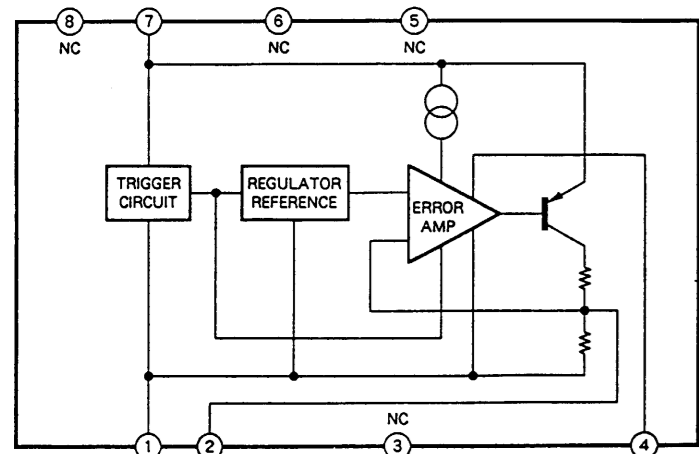 8
7
6
5
NC
NC
NC
TRIGGER
CIRCUIT
REGULATOR
REFERENCE
ERROR
AMP
NC
1
2
3
4